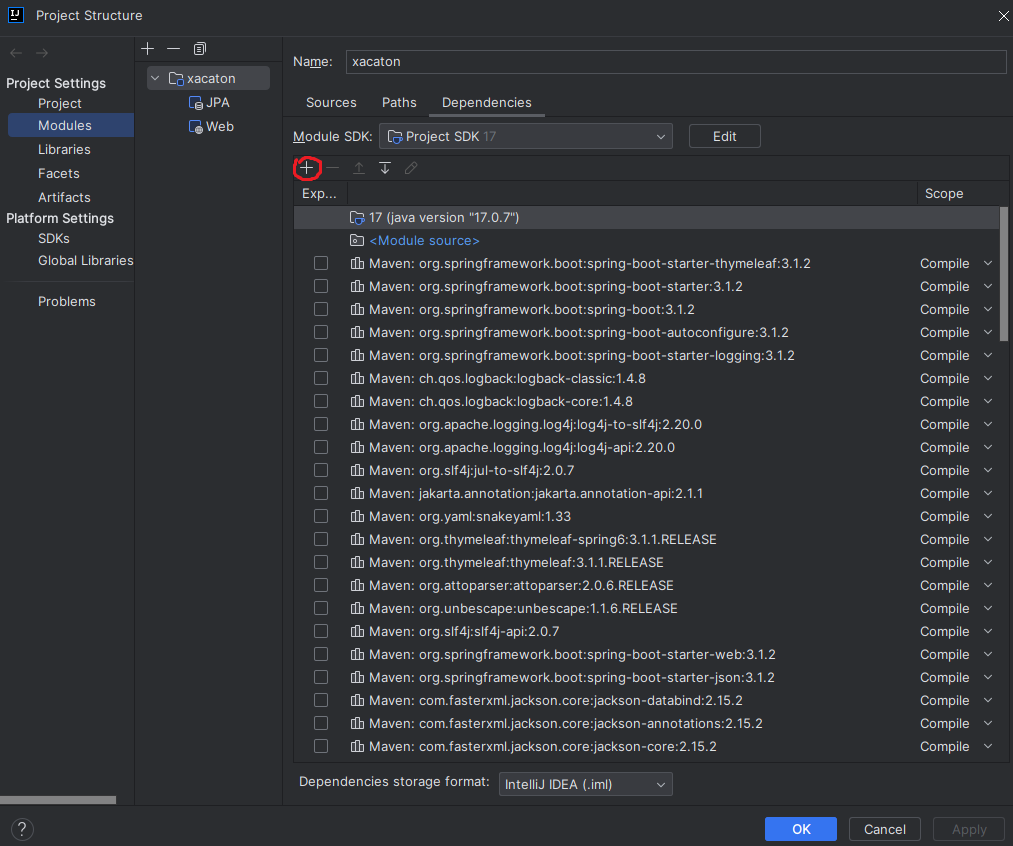 Project Structure
Project Settings
Project
Modules
Libraries
Facets
Artifacts
Platform Settings
SDKs
Global Libraries
Problems
xacaton
JPA
Web
Name: xacaton
Sources Paths Dependencies
Module SDK: Project SDK 17 Edit
Exp... Scope
17 (java version "17.0.7")
<Module source>
Maven: org.springframework.boot:spring-boot-starter-thymeleaf:3.1.2 Compile
Maven: org.springframework.boot:spring-boot-starter:3.1.2 Compile
Maven: org.springframework.boot:spring-boot:3.1.2 Compile
Maven: org.springframework.boot:spring-boot-autoconfigure:3.1.2 Compile
Maven: org.springframework.boot:spring-boot-starter-logging:3.1.2 Compile
Maven: ch.qos.logback:logback-classic:1.4.8 Compile
Maven: ch.qos.logback:logback-core:1.4.8 Compile
Maven: org.apache.logging.log4j:log4j-to-slf4j:2.20.0 Compile
Maven: org.apache.logging.log4j:log4j-api:2.20.0 Compile
Maven: org.slf4j:jul-to-slf4j:2.0.7 Compile
Maven: jakarta.annotation:jakarta.annotation-api:2.1.1 Compile
Maven: org.yaml:snakeyaml:1.33 Compile
Maven: org.thymeleaf:thymeleaf-spring6:3.1.1.RELEASE Compile
Maven: org.thymeleaf:thymeleaf:3.1.1.RELEASE Compile
Maven: org.attoparser:attoparser:2.0.6.RELEASE Compile
Maven: org.unbescape:unbescape:1.1.6.RELEASE Compile
Maven: org.slf4j:slf4j-api:2.0.7 Compile
Maven: org.springframework.boot:spring-boot-starter-web:3.1.2 Compile
Maven: org.springframework.boot:spring-boot-starter-json:3.1.2 Compile
Maven: com.fasterxml.jackson.core:jackson-databind:2.15.2 Compile
Maven: com.fasterxml.jackson.core:jackson-annotations:2.15.2 Compile
Maven: com.fasterxml.jackson.core:jackson-core:2.15.2 Compile
Dependencies storage format: IntelliJ IDEA (.iml)
? OK Cancel Apply